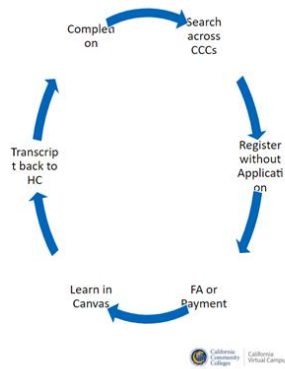 Complet
on
Search
across
CCCs
Register
without
Applicati
on
FA or
Payment
Learn in
Canvas
Transcrip
t back to
HC
California
Community
Colleges
California
Virtual Campu